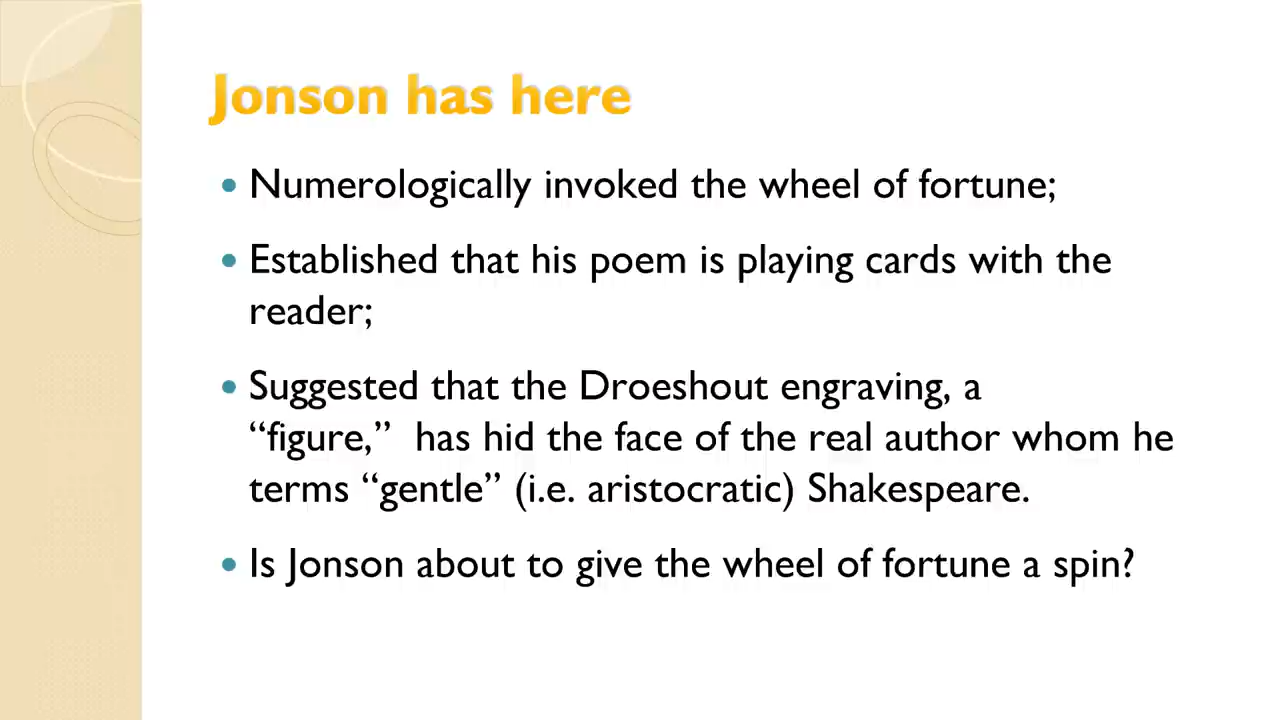 Jonson has here
• Numerologically invoked the wheel of fortune;
• Established that his poem is playing cards with the
reader;
• Suggested that the Droeshout engraving, a
“figure,”  has hid the face of the real author whom he
terms “gentle” (i.e. aristocratic) Shakespeare.
• Is Jonson about to give the wheel of fortune a spin?